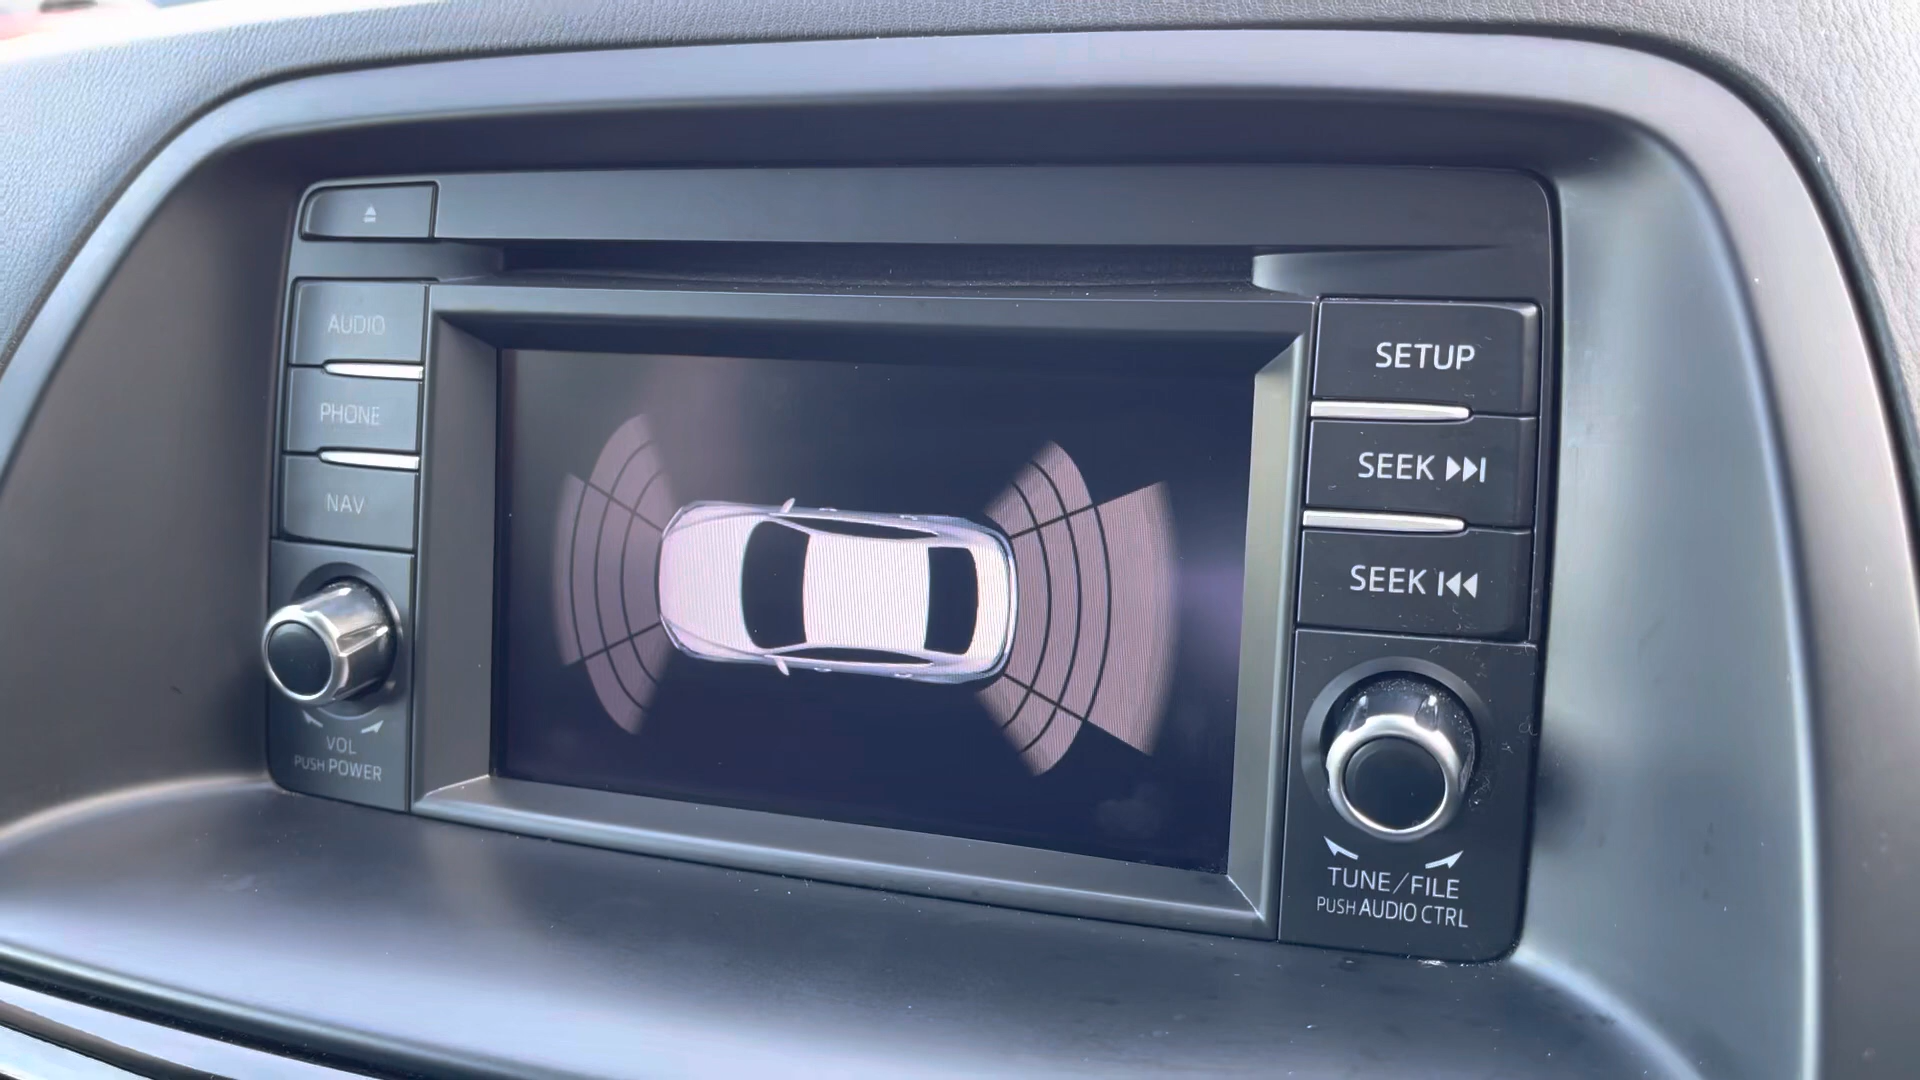 AUDIO
PHONE
NAV
VOL
PUSH POWER
SETUP
SEEK
SEEK
TUNE/FILE
PUSH AUDIO CTRL